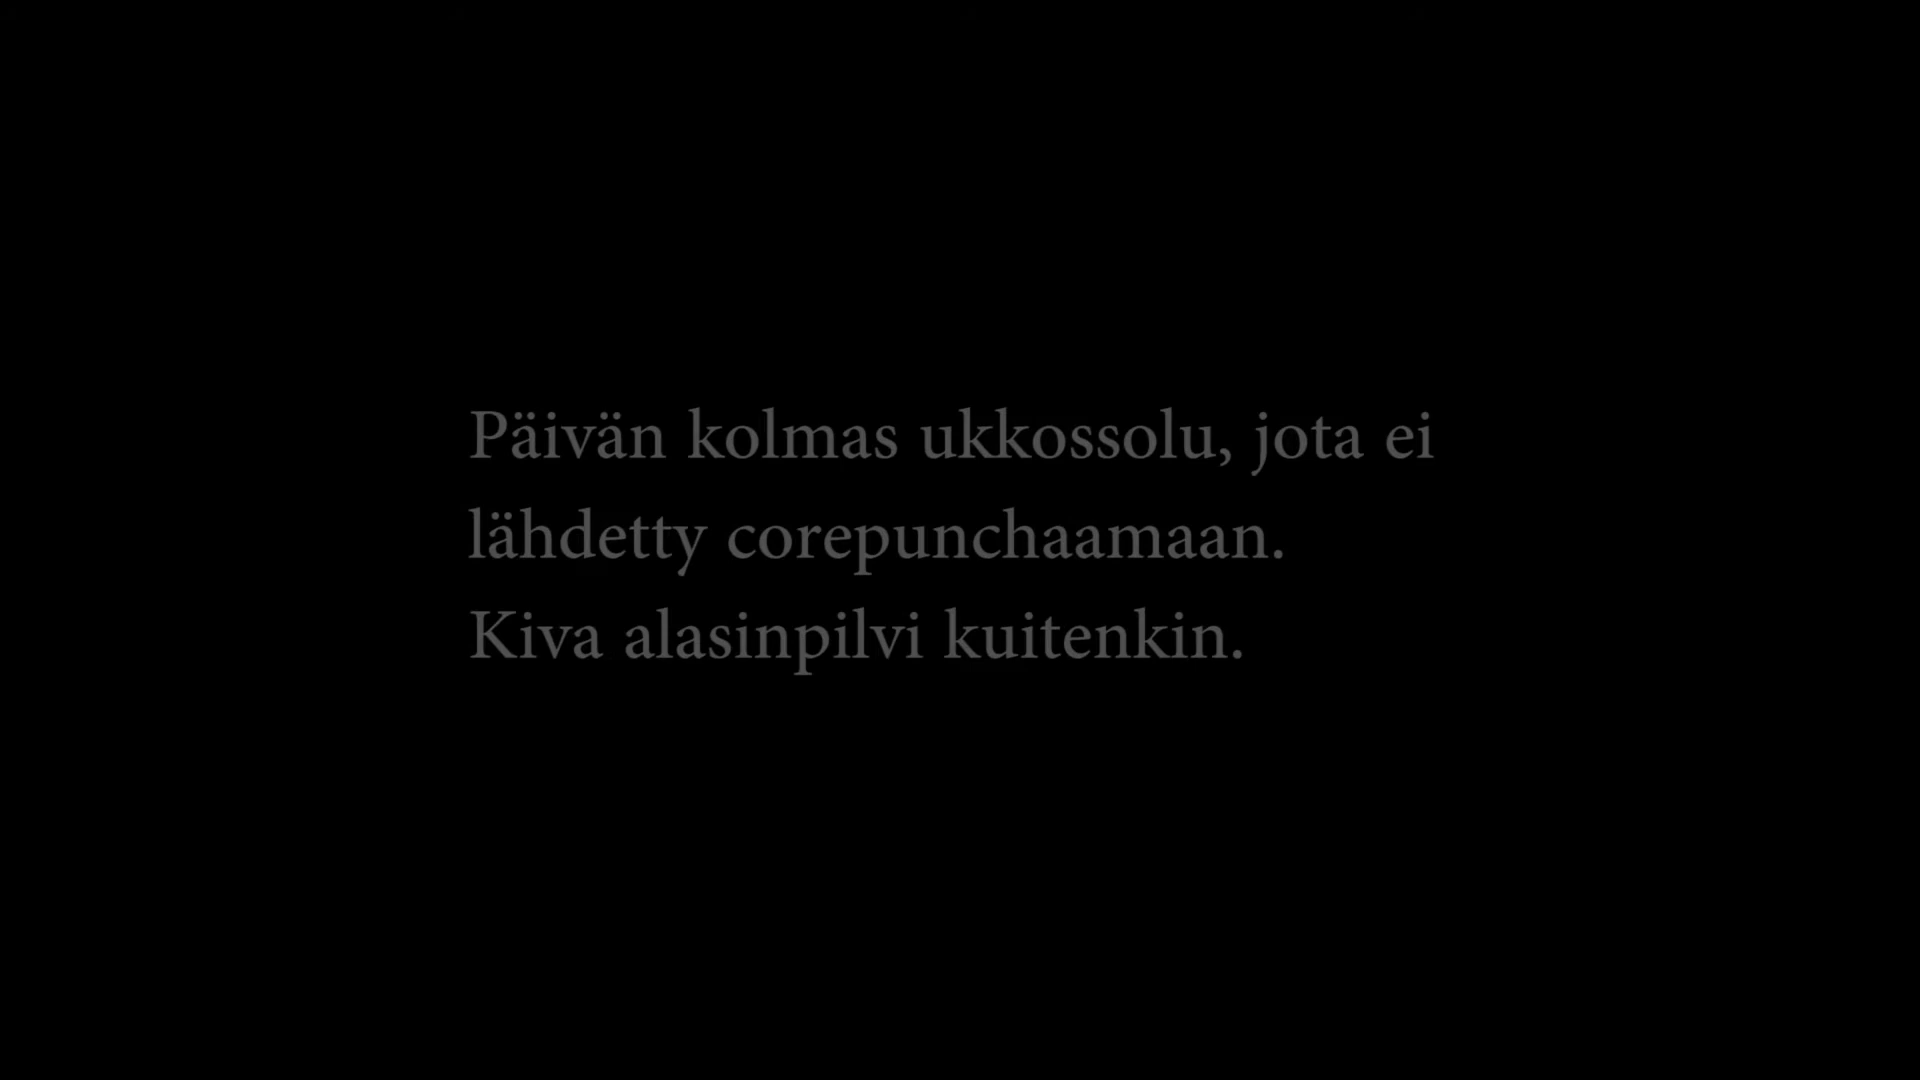 Päivän kolmas ukkossolu, jota ei
lähdetty corepunchaamaan.
Kiva alasinpilvi kuitenkin.